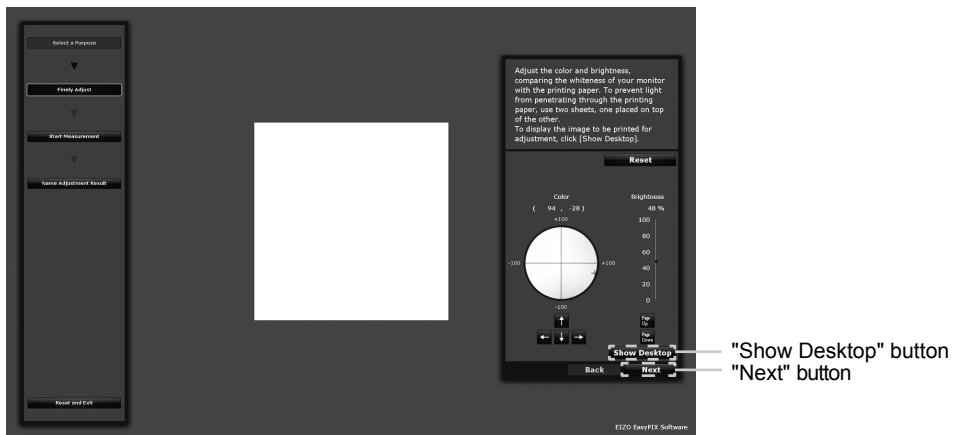 Select a Purpose
Finely Adjust
Start Measurement
Name Adjustment Result
Reset and Exit
Adjust the color and brightness,
comparing the whiteness of your monitor
with the printing paper. To prevent light
from penetrating through the printing
paper, use two sheets, one placed on top
of the other.
To display the image to be printed for
adjustment, click [Show Desktop].
Reset
Color
Brightness
( 94 , -28 )
48 %
+100
100
80
60
-100
+100
40
20
0
-100
Page
Up
Page
Down
Show Desktop
Back
Next
EIZO EasyPIX Software
"Show Desktop" button
"Next" button